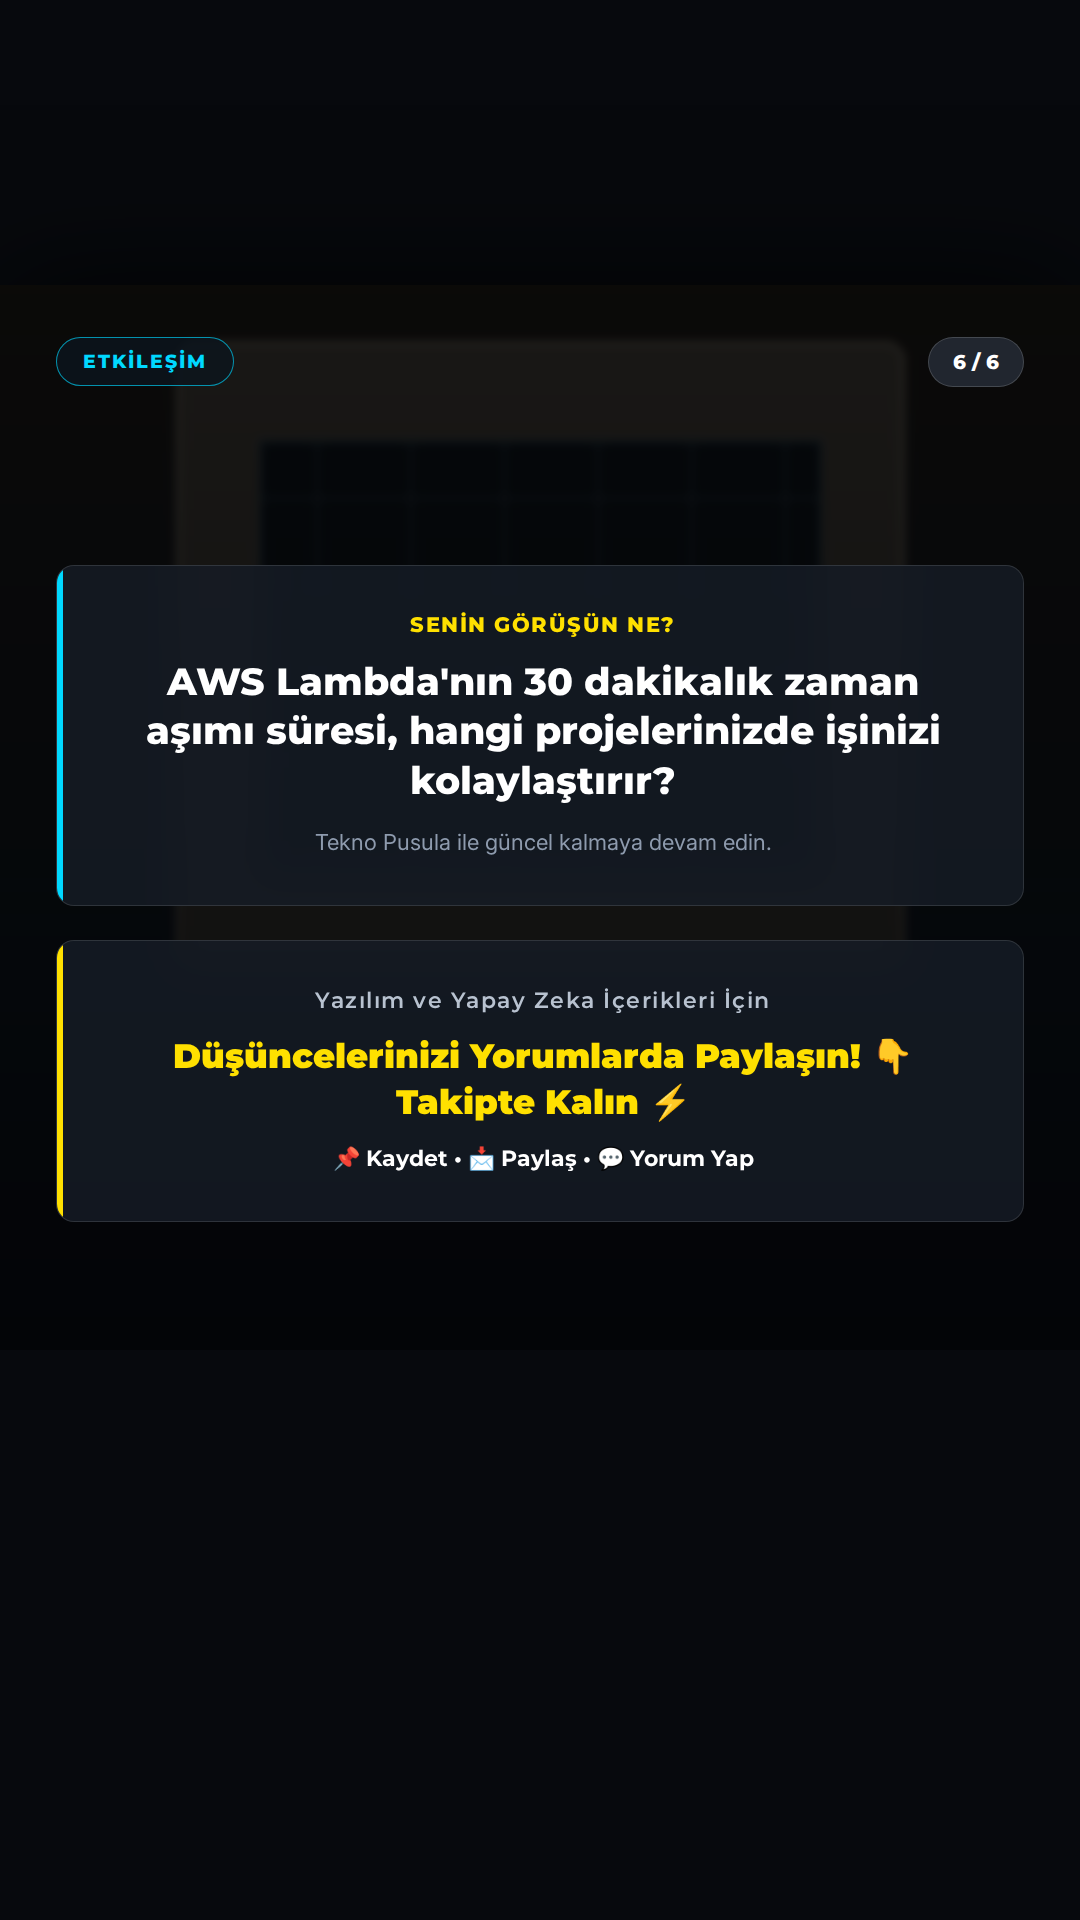 ETKİLEŞİM
6 / 6
SENİN GÖRÜŞÜN NE?
AWS Lambda'nın 30 dakikalık zaman
aşımı süresi, hangi projelerinizde işinizi
kolaylaştırır?
Tekno Pusula ile güncel kalmaya devam edin.
Yazılım ve Yapay Zeka İçerikleri İçin
Düşüncelerinizi Yorumlarda Paylaşın! 👇
Takipte Kalın ⚡
📌 Kaydet • 📩 Paylaş • 💬 Yorum Yap